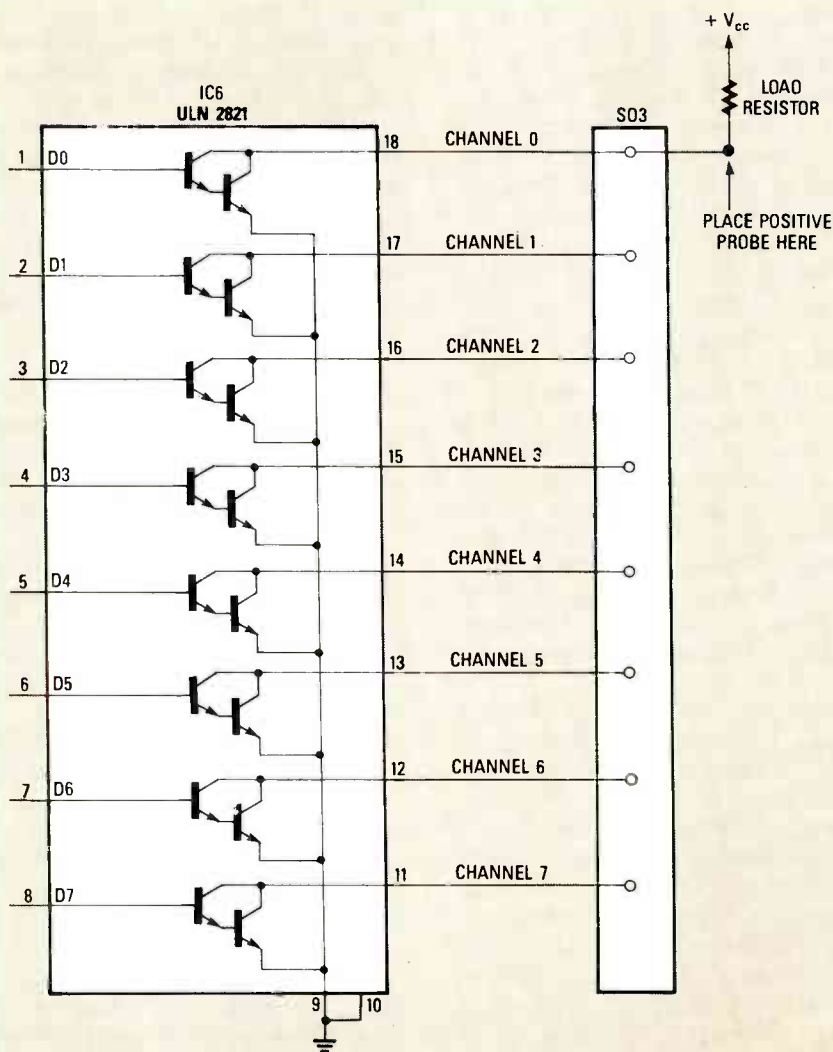 + Vcc
LOAD
RESISTOR
IC6
ULN 2821
SO3
18 CHANNEL 0
1 D0
PLACE POSITIVE
PROBE HERE
17 CHANNEL 1
2 D1
16 CHANNEL 2
3 D2
15 CHANNEL 3
4 D3
14 CHANNEL 4
5 D4
13 CHANNEL 5
6 D5
12 CHANNEL 6
7 D6
11 CHANNEL 7
8 D7
9 10